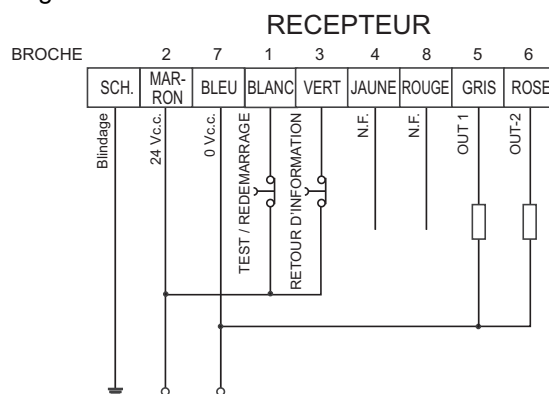 RECEPTEUR
BROCHE 2 7 1 3 4 8 5 6
SCH. MAR-RON BLEU BLANC VERT JAUNE ROUGE GRIS ROSE
Blindage
24 Vc.c.
0 Vc.c.
TEST / REDEMARRAGE
RETOUR D'INFORMATION
N.F.
N.F.
OUT 1
OUT-2